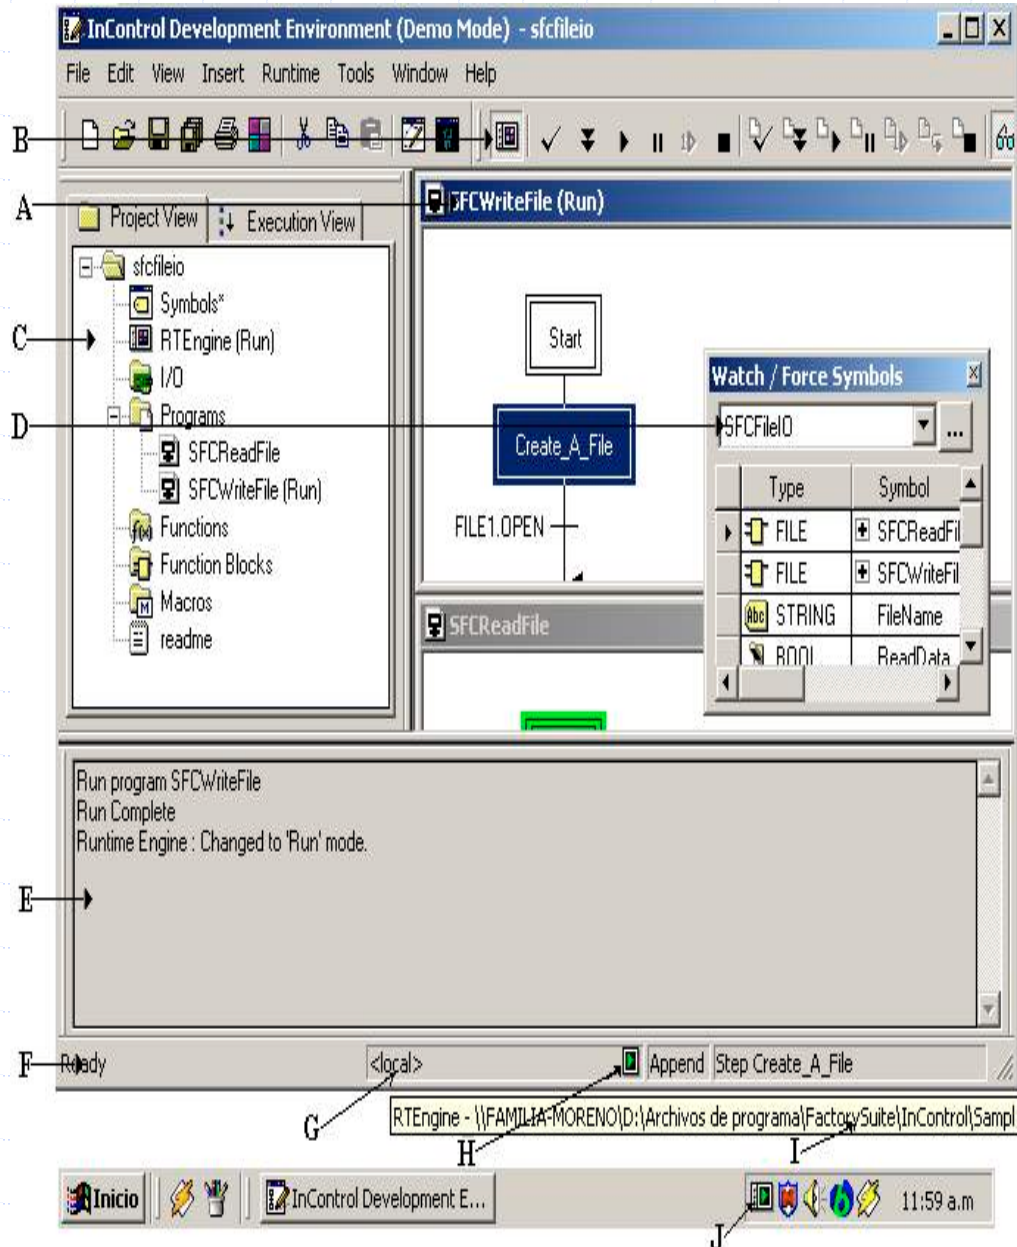 InControl Development Environment (Demo Mode) - sfcfileio
File Edit View Insert Runtime Tools Window Help
B
A
SFCWriteFile (Run)
Project View
Execution View
sfcfileio
Symbols*
C
RTEngine (Run)
I/O
D
Programs
SFCReadFile
SFCWriteFile (Run)
Functions
Function Blocks
Macros
readme
Start
Create_A_File
FILE1.OPEN
Watch / Force Symbols
SFCFileIO
...
Type Symbol
FILE SFCReadFil
FILE SFCWriteFil
Abc STRING FileName
BOOL ReadData
SFCReadFile
Run program SFCWriteFile
Run Complete
Runtime Engine : Changed to 'Run' mode.
E
F
Ready
<local>
Append
Step Create_A_File
G
RTEngine - \\FAMILIA-MORENO\D:\Archivos de programa\FactorySuite\InControl\Sampl
H
I
Inicio
InControl Development E...
11:59 a.m
J